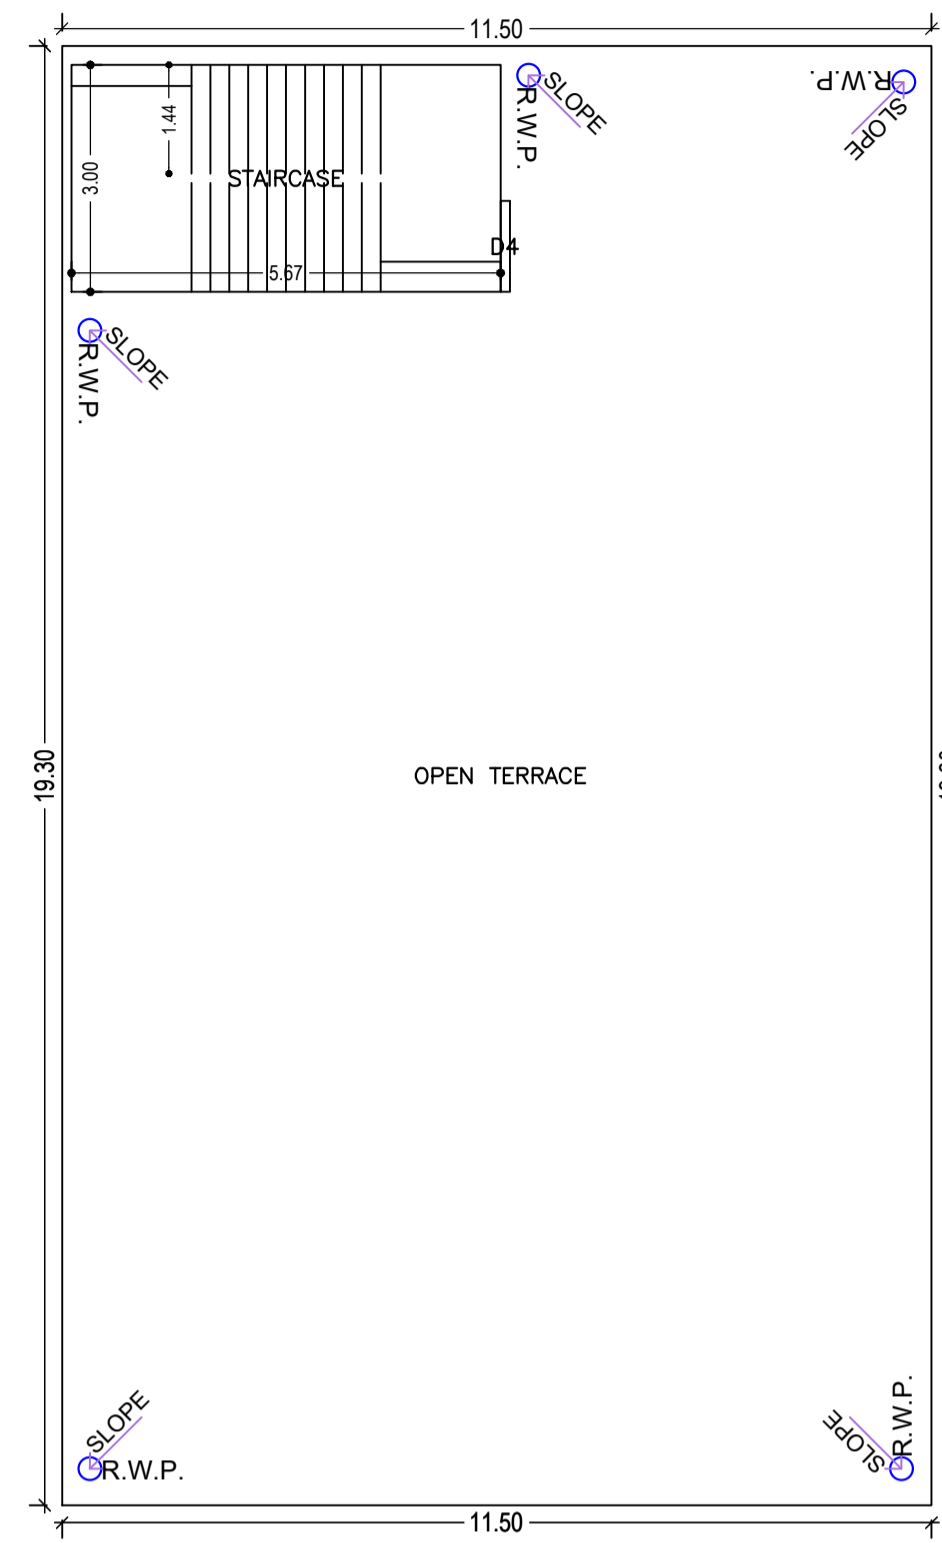 11.50
SLOPE
R.W.P.
R.W.P.
SLOPE
1.44
3.00
STAIRCASE
D4
5.67
SLOPE
R.W.P.
19.30
OPEN TERRACE
SLOPE
R.W.P.
R.W.P.
SLOPE
11.50